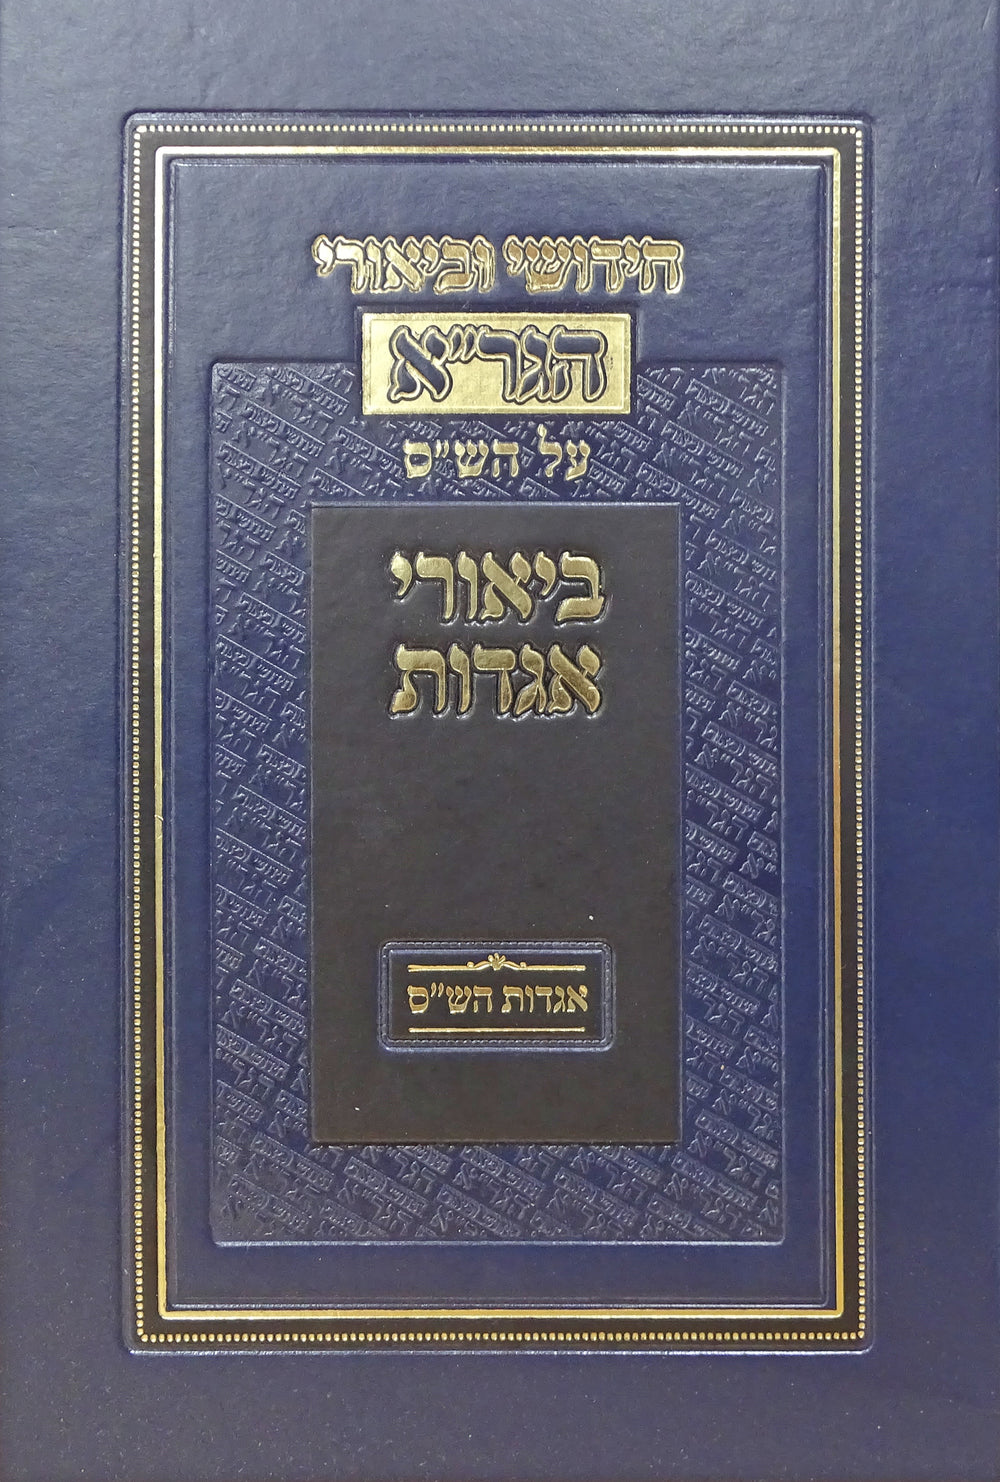 חידושי וביאורי
הגר״א
על הש״ס
ביאורי
אגדות
אגדות הש״ס